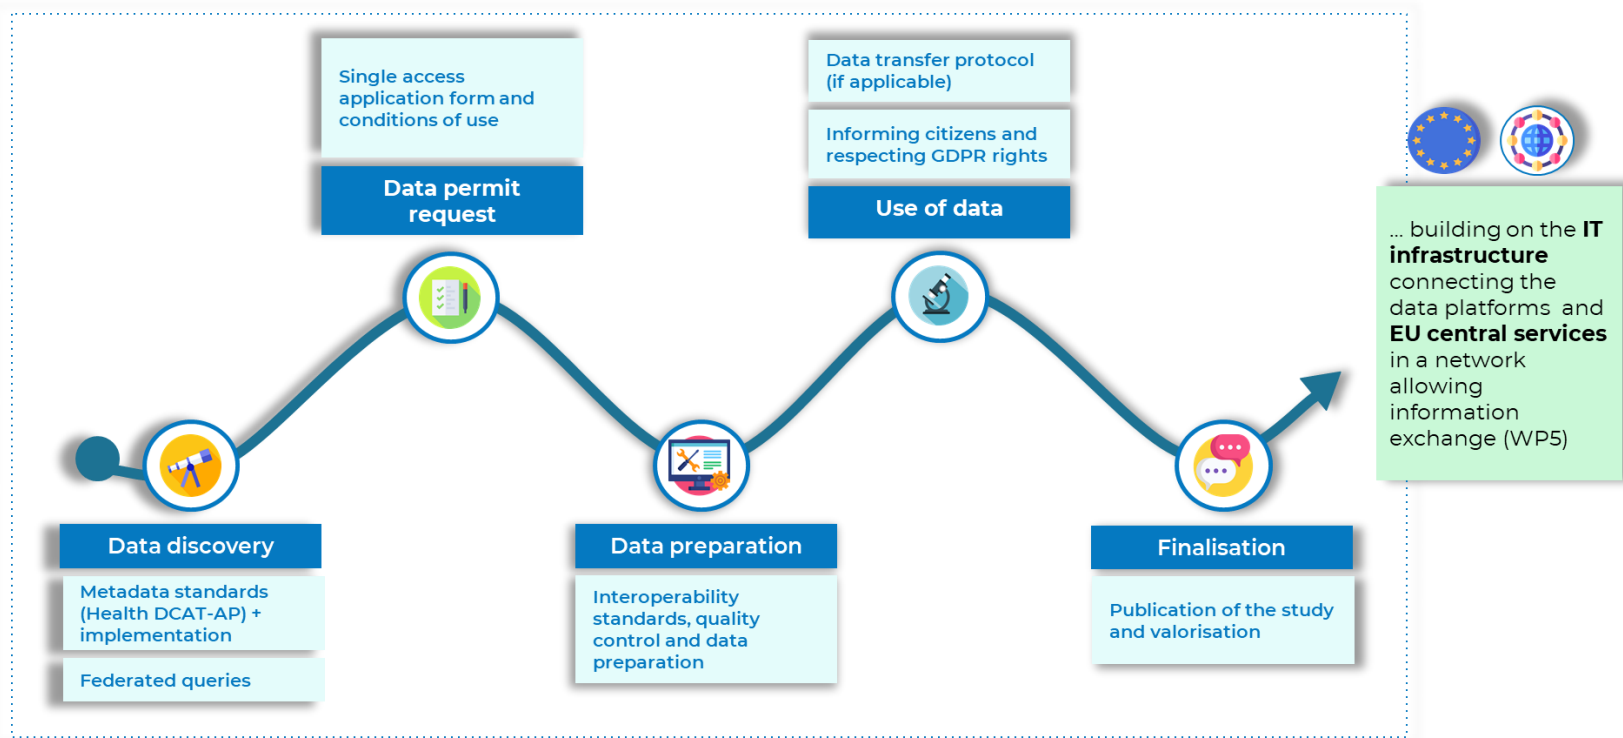 Single access
application form and
conditions of use
Data permit
request
Data transfer protocol
(if applicable)
Informing citizens and
respecting GDPR rights
Use of data
Data discovery
Metadata standards
(Health DCAT-AP) +
implementation
Federated queries
Data preparation
Interoperability
standards, quality
control and data
preparation
Finalisation
Publication of the study
and valorisation
... building on the IT
infrastructure
connecting the
data platforms and
EU central services
in a network
allowing
information
exchange (WP5)